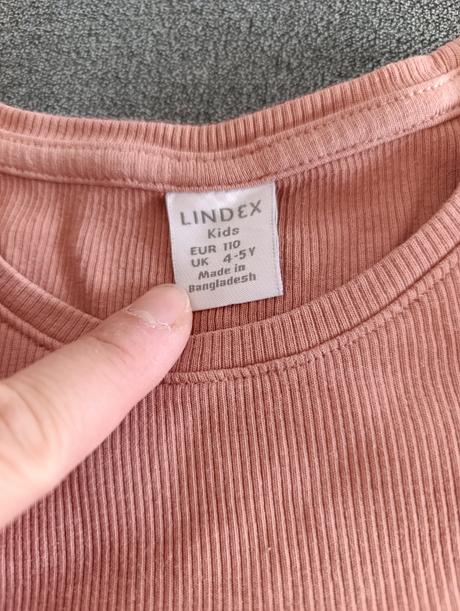 LINDEX
Kids
EUR 110
UK 4-5Y
Made in
Bangladesh